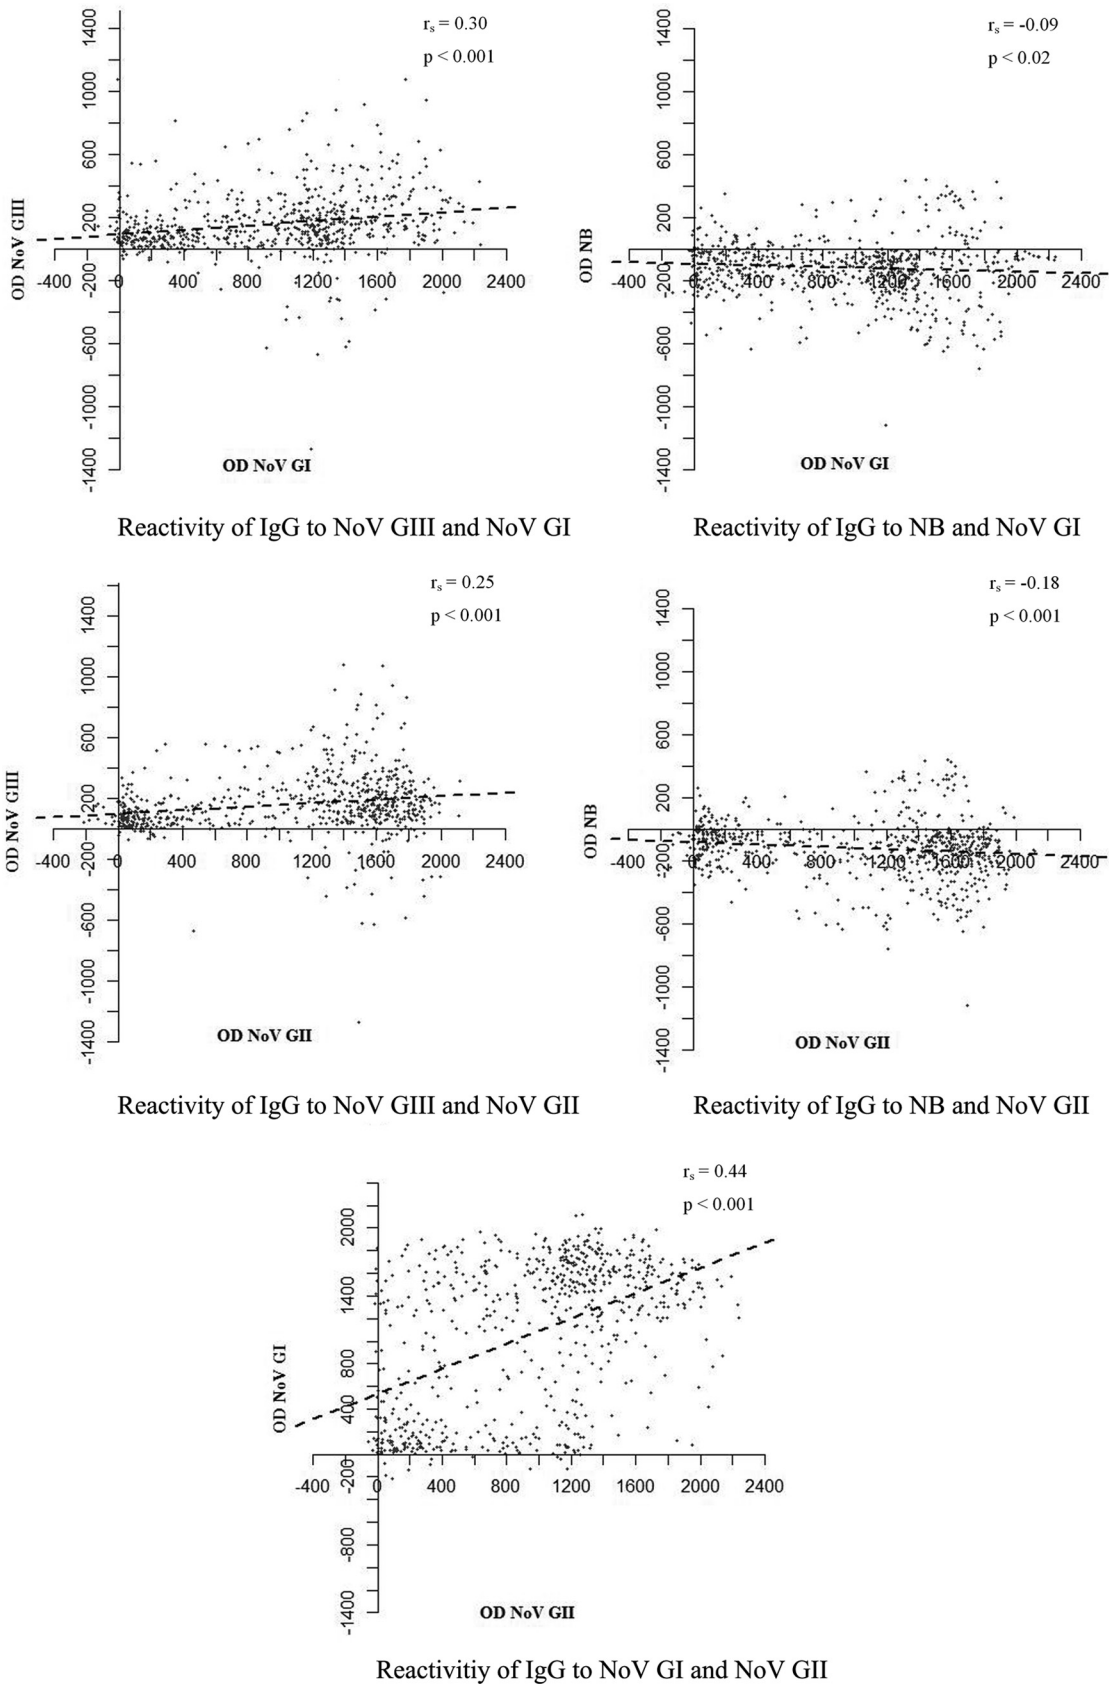 r_s = 0.30
p < 0.001
1400
1000
600
200
-200
-600
-1000
-1400
OD NoV GIII
-400 0 400 800 1200 1600 2000 2400
OD NoV GI
Reactivity of IgG to NoV GIII and NoV GI
r_s = -0.09
p < 0.02
1400
1000
600
200
-200
-600
-1000
-1400
OD NB
-400 0 400 800 1200 1600 2000 2400
OD NoV GI
Reactivity of IgG to NB and NoV GI
r_s = 0.25
p < 0.001
1400
1000
600
200
-200
-600
-1000
-1400
OD NoV GIII
-400 0 400 800 1200 1600 2000 2400
OD NoV GII
Reactivity of IgG to NoV GIII and NoV GII
r_s = -0.18
p < 0.001
1400
1000
600
200
-200
-600
-1000
-1400
OD NB
-400 0 400 800 1200 1600 2000 2400
OD NoV GII
Reactivity of IgG to NB and NoV GII
r_s = 0.44
p < 0.001
2000
1400
800
400
-200
-800
-1400
OD NoV GI
-400 0 400 800 1200 1600 2000 2400
OD NoV GII
Reactivitiy of IgG to NoV GI and NoV GII